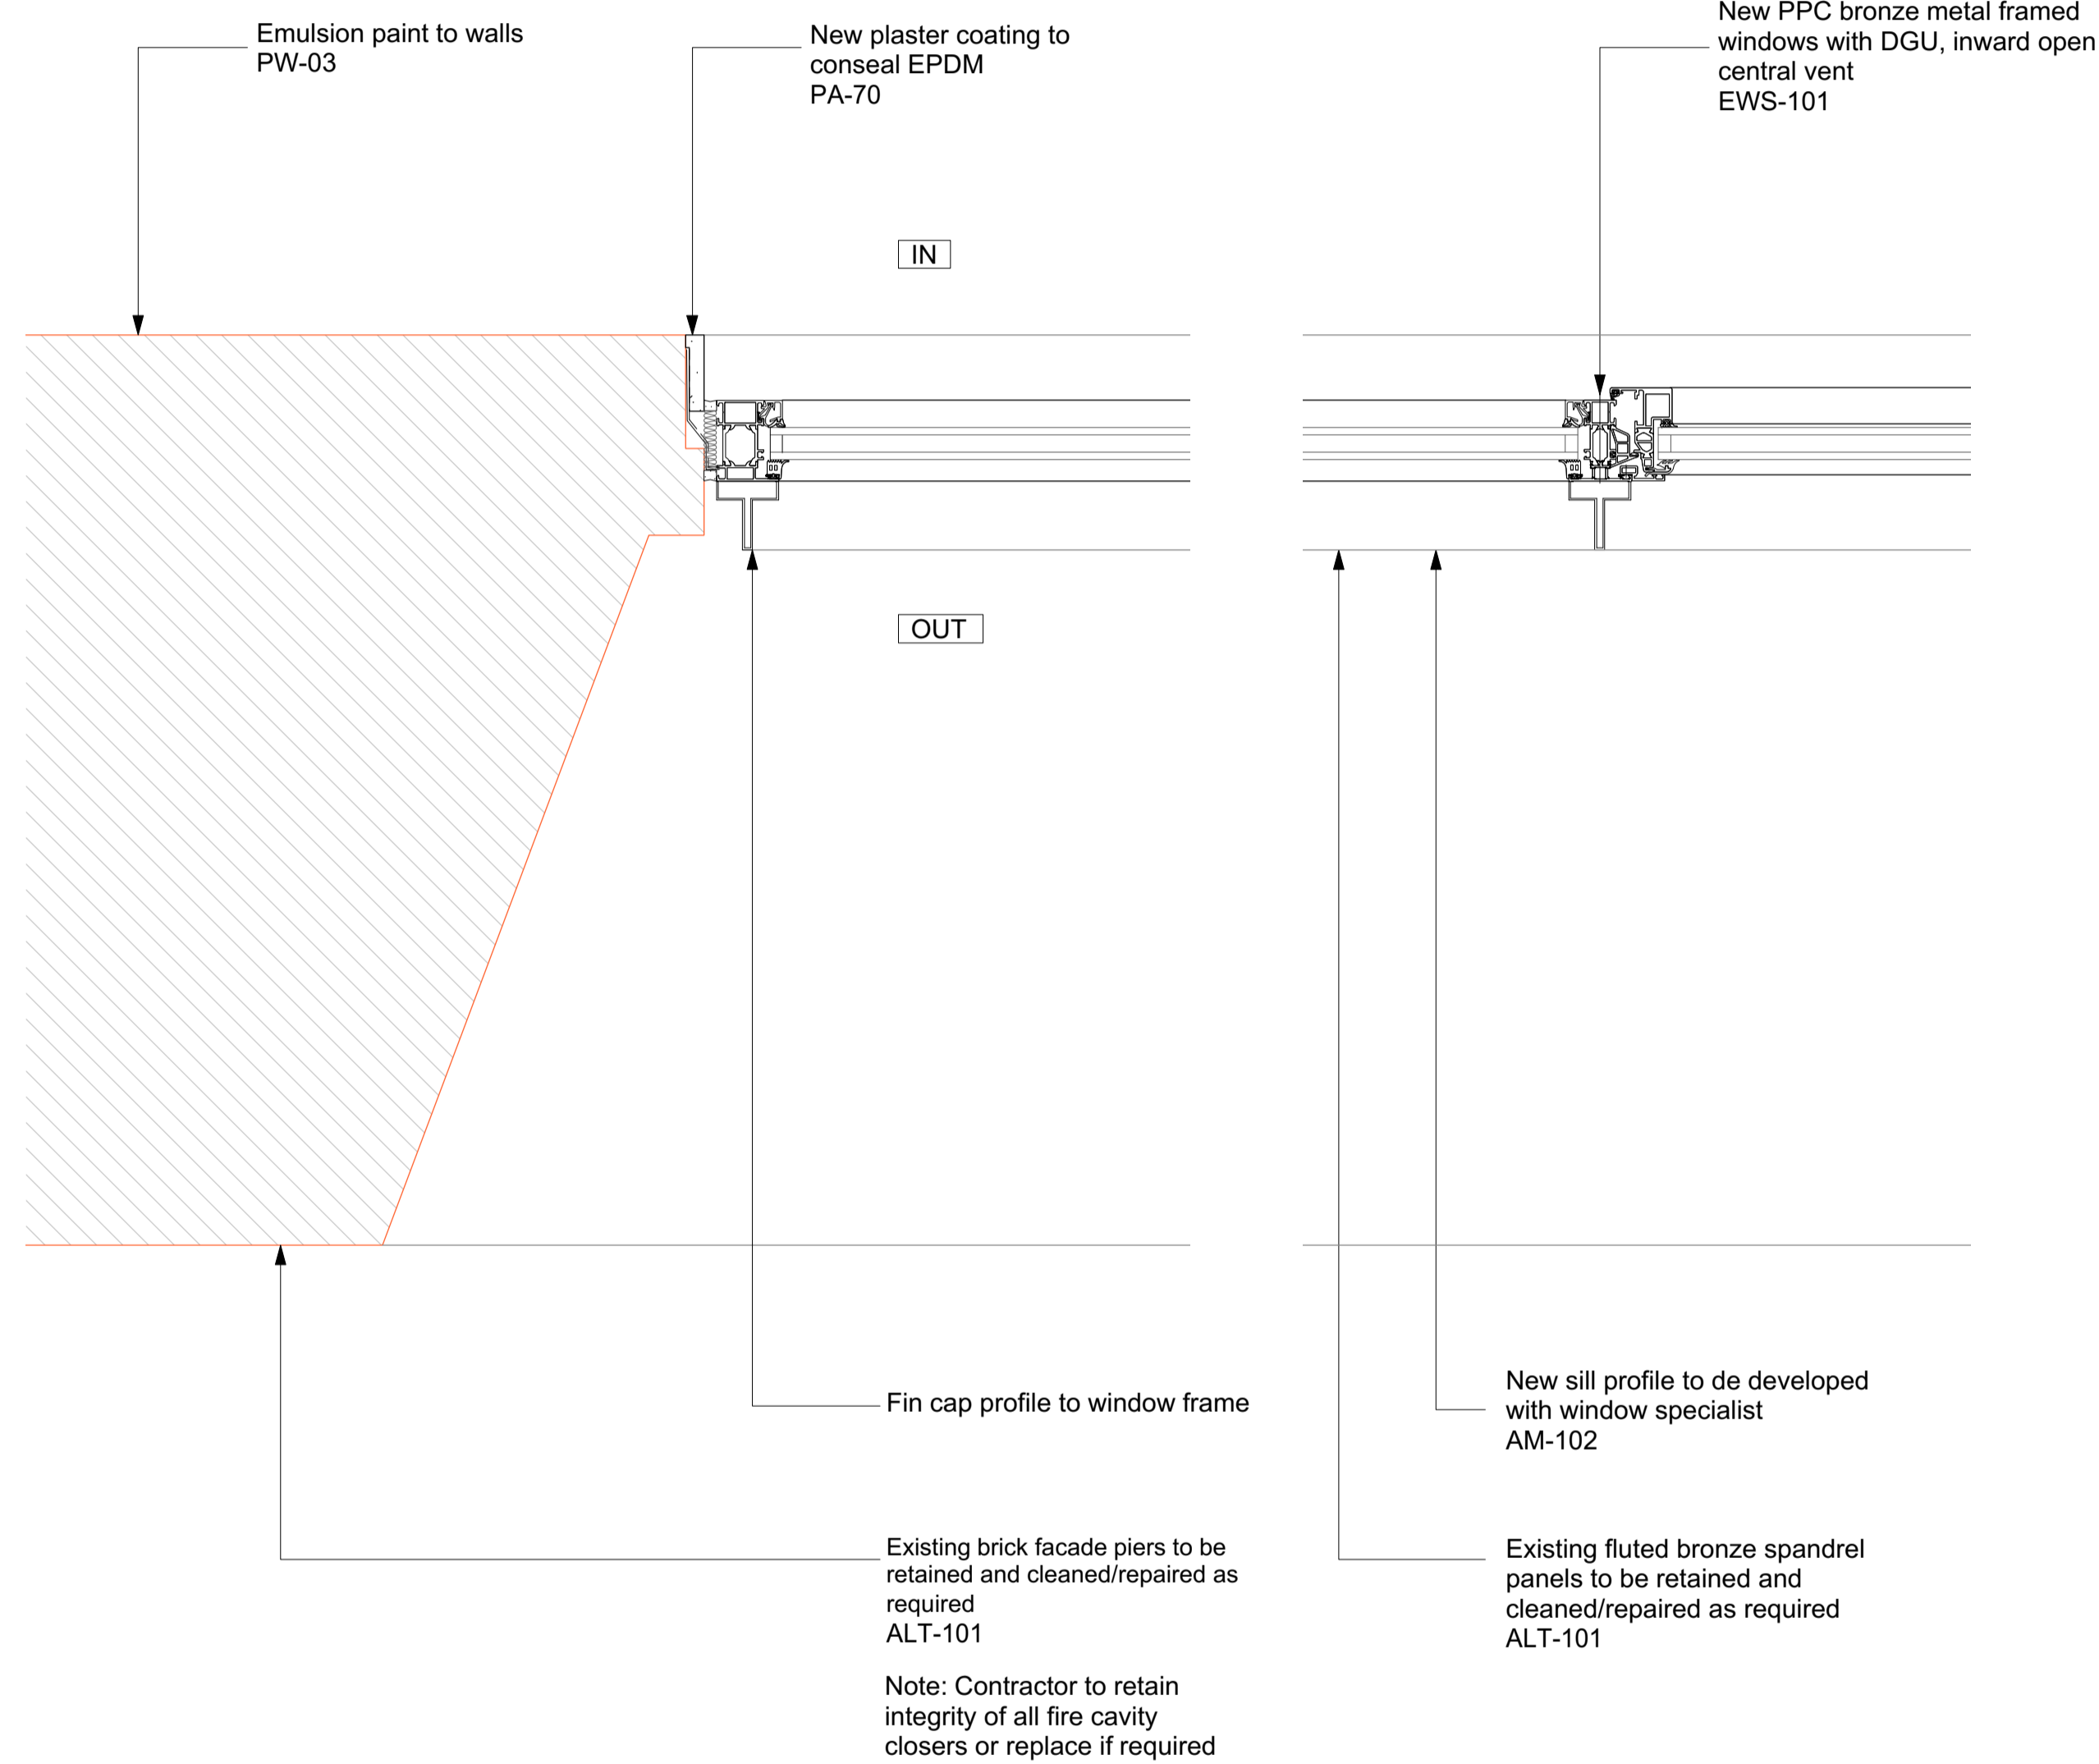 Emulsion paint to walls
PW-03
New plaster coating to
conseal EPDM
PA-70
New PPC bronze metal framed
windows with DGU, inward open
central vent
EWS-101
IN
OUT
Fin cap profile to window frame
New sill profile to de developed
with window specialist
AM-102
Existing brick facade piers to be
retained and cleaned/repaired as
required
ALT-101
Existing fluted bronze spandrel
panels to be retained and
cleaned/repaired as required
ALT-101
Note: Contractor to retain
integrity of all fire cavity
closers or replace if required